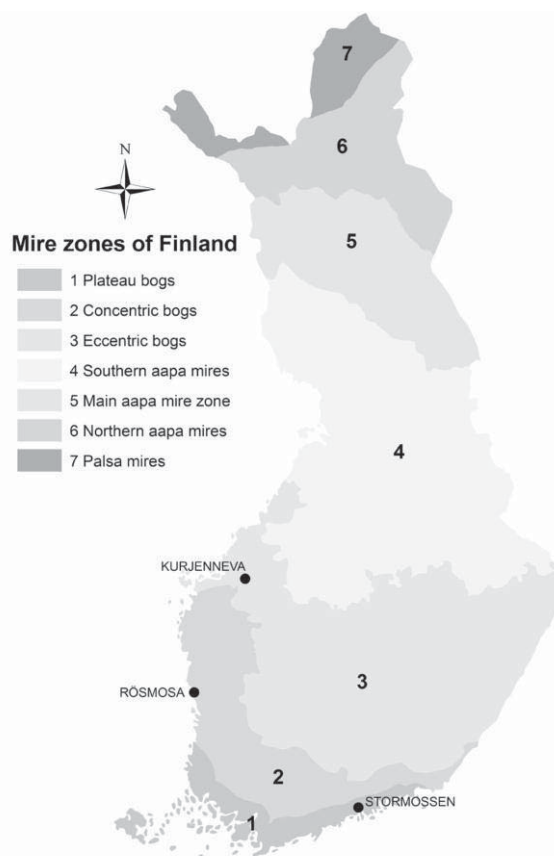 7
6
N
Mire zones of Finland
5
1 Plateau bogs
2 Concentric bogs
3 Eccentric bogs
4 Southern aapa mires
5 Main aapa mire zone
6 Northern aapa mires
7 Palsa mires
4
KURJENNEVA
3
RÖSMOSA
2
STORMOSSEN
1